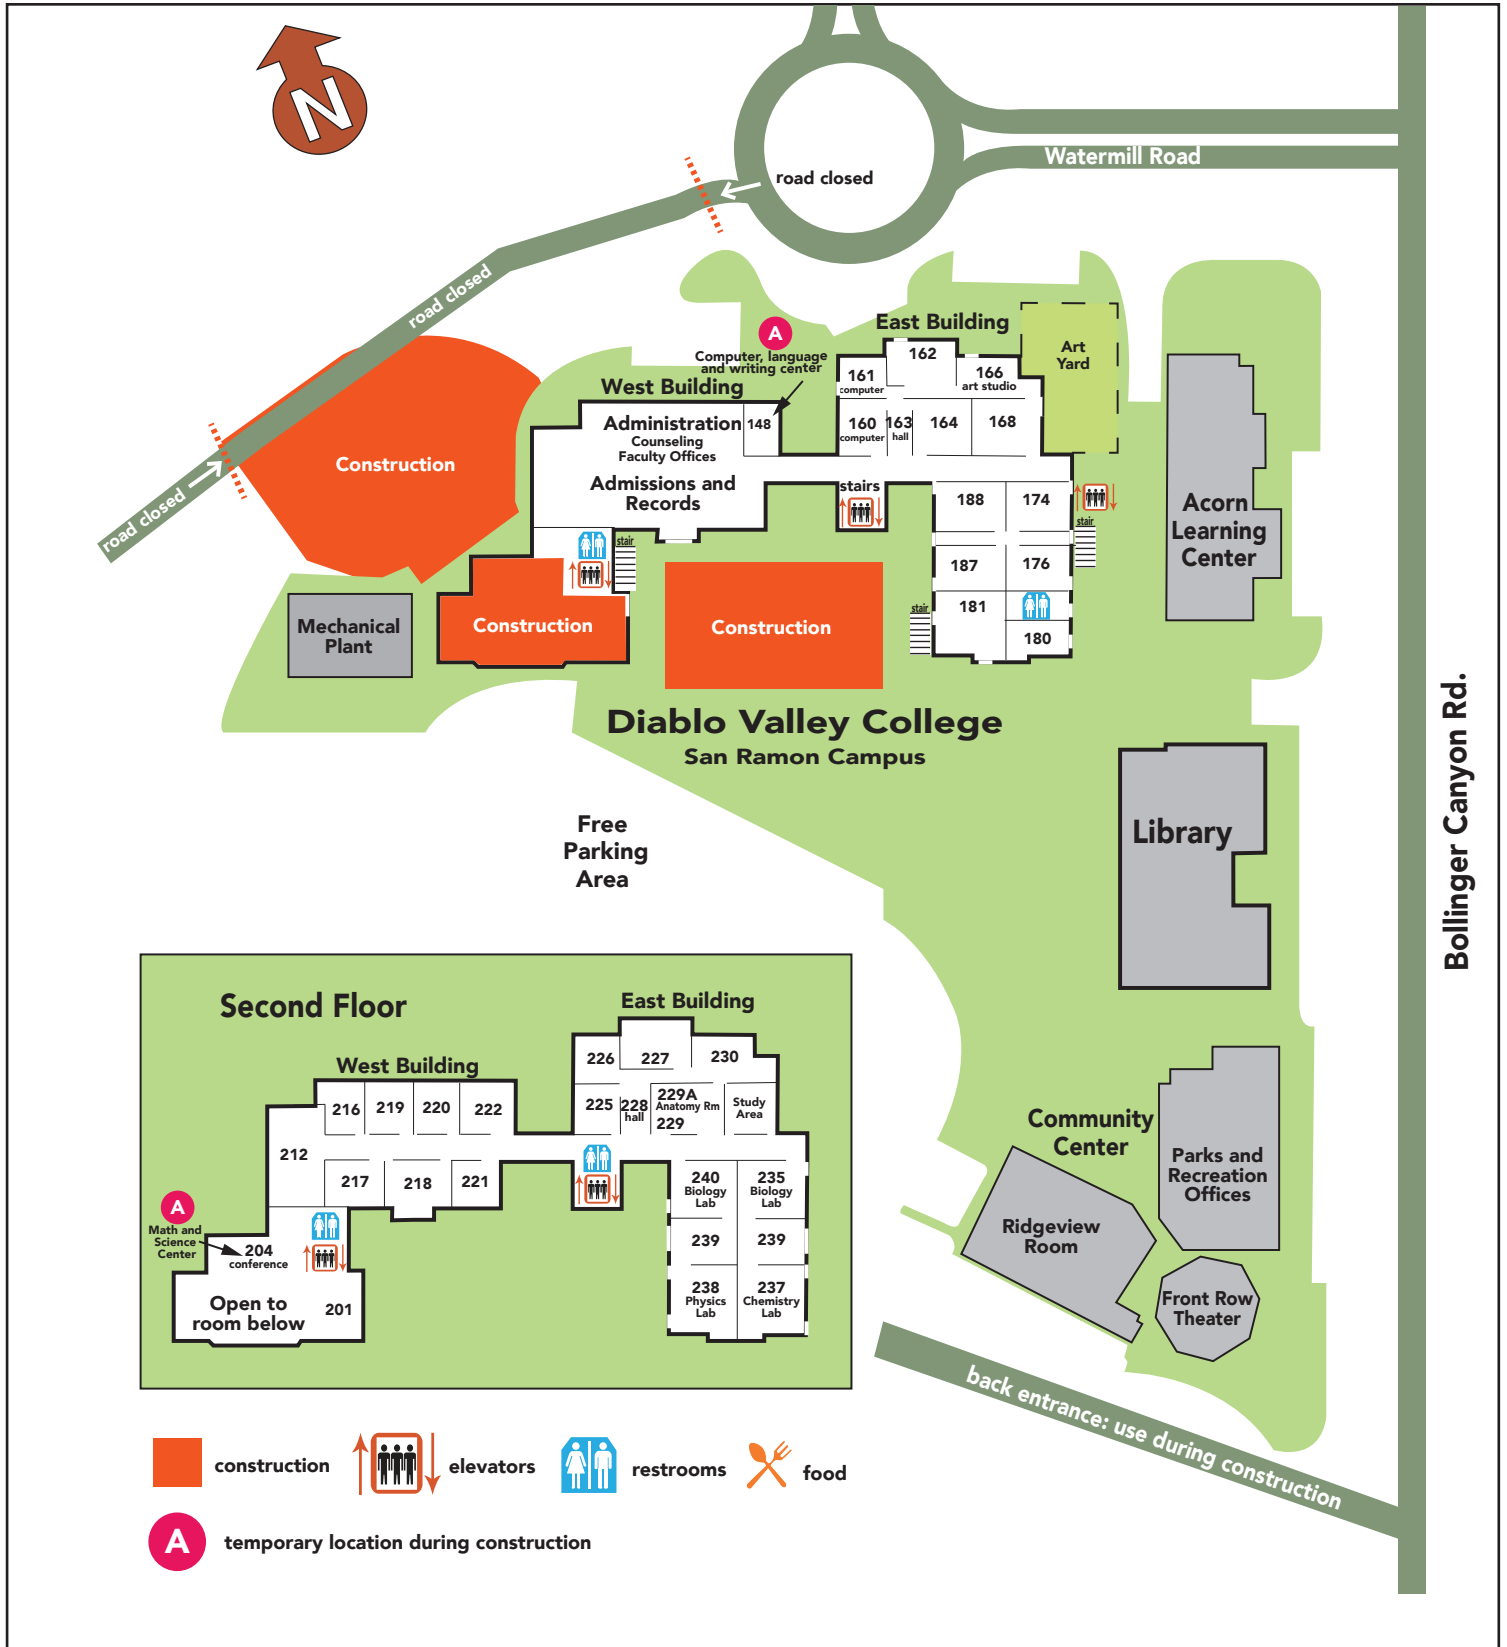 N
road closed
Watermill Road
road closed
road closed
Construction
A
Computer, language
and writing center
West Building
Administration
Counseling
Faculty Offices
Admissions and
Records
148
East Building
162
161
computer
166
art studio
160
computer
163
hall
164
168
Art
Yard
stairs
188
174
stair
187
176
181
stair
180
stair
Acorn
Learning
Center
Mechanical
Plant
Construction
Construction
Diablo Valley College
San Ramon Campus
Free
Parking
Area
Library
Bollinger Canyon Rd.
Second Floor
East Building
West Building
226
227
230
225
228
hall
229A
Anatomy Rm
229
Study
Area
216
219
220
222
212
217
218
221
240
Biology
Lab
235
Biology
Lab
239
239
238
Physics
Lab
237
Chemistry
Lab
A
Math and
Science
Center
204
conference
Open to
room below
201
Community
Center
Parks and
Recreation
Offices
Ridgeview
Room
Front Row
Theater
back entrance: use during construction
construction
elevators
restrooms
food
A
temporary location during construction